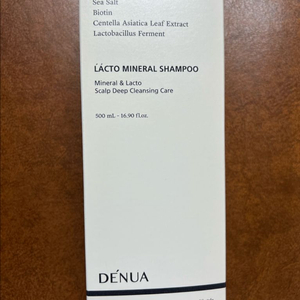 Sea Salt
Biotin
Centella Asiatica Leaf Extract
Lactobacillus Ferment
LÁCTO MINERAL SHAMPOO
Mineral & Lacto
Scalp Deep Cleansing Care
500 mL - 16.90 fl.oz.
DÉNUA